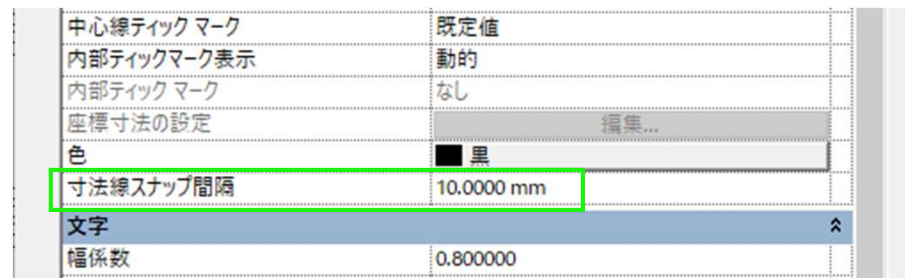 中心線ティック マーク 既定値
内部ティックマーク表示 動的
内部ティック マーク なし
座標寸法の設定 編集...
色 黒
寸法線スナップ間隔 10.0000 mm
文字
幅係数 0.800000